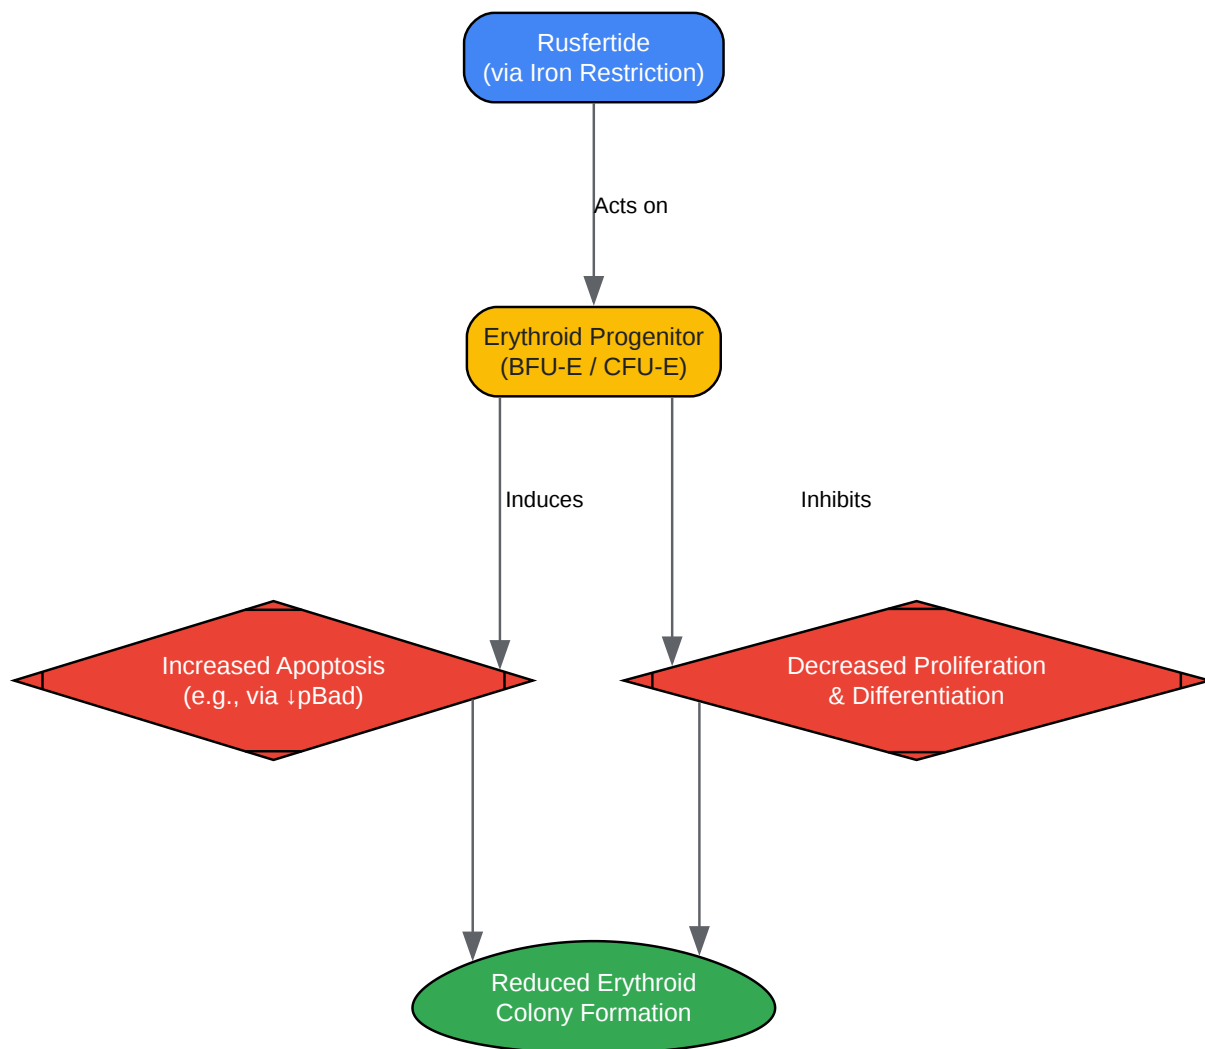 Rusfertide
(via Iron Restriction)
Acts on
Erythroid Progenitor
(BFU-E / CFU-E)
Induces
Inhibits
Increased Apoptosis
(e.g., via ↓pBad)
Decreased Proliferation
& Differentiation
Reduced Erythroid
Colony Formation